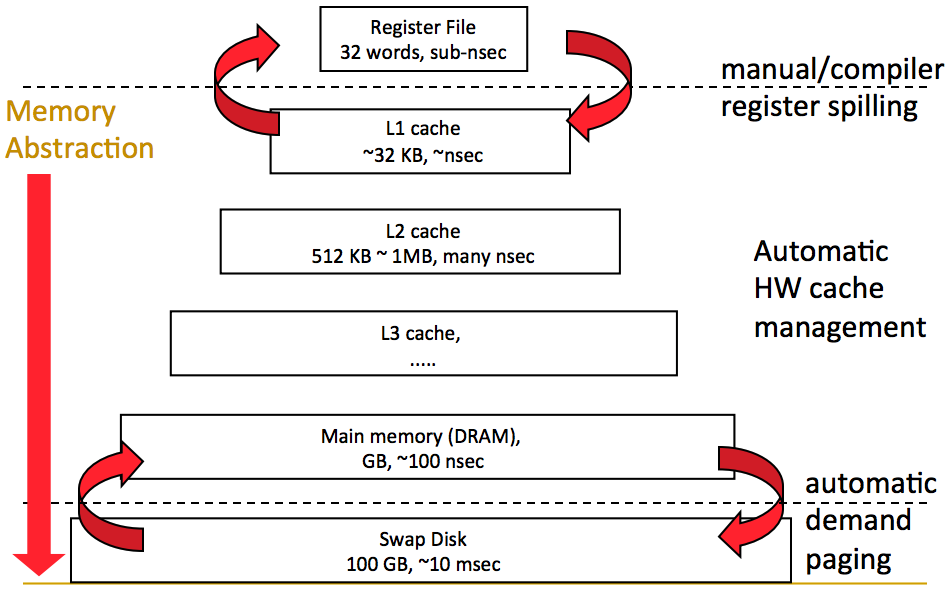 Register File
32 words, sub-nsec
manual/compiler
register spilling
Memory
Abstraction
L1 cache
~32 KB, ~nsec
L2 cache
512 KB ~ 1MB, many nsec
Automatic
HW cache
management
L3 cache,
.....
Main memory (DRAM),
GB, ~100 nsec
automatic
demand
paging
Swap Disk
100 GB, ~10 msec